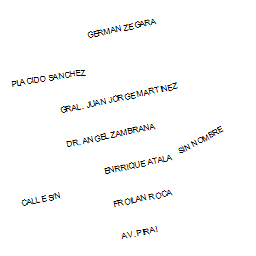 GERMAN ZEGARA
PLACIDO SANCHEZ
GRAL. JUAN JORGE MARTINEZ
DR. ANGEL ZAMBRANA
SIN NOMBRE
ENRRIQUE ATALA
CALLE S/N
FROILAN ROCA
AV. PIRAI